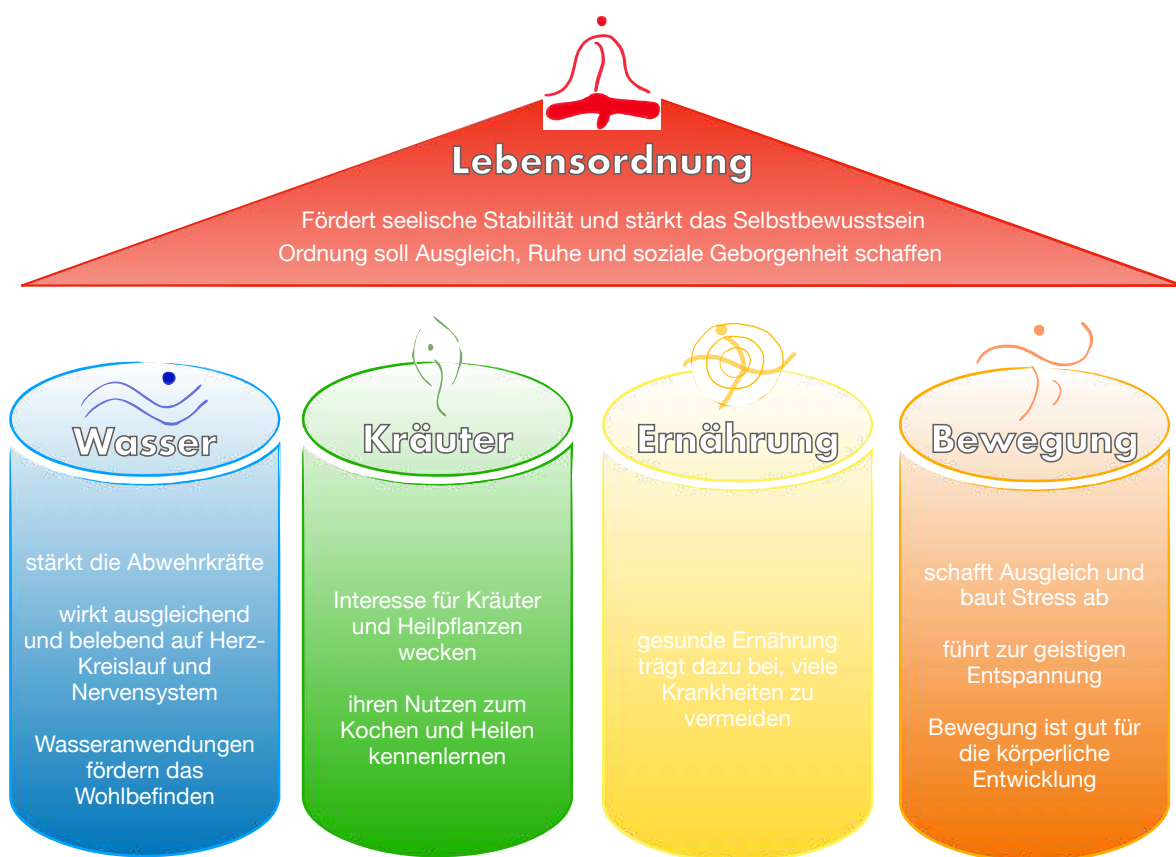 Lebensordnung
Fördert seelische Stabilität und stärkt das Selbstbewusstsein
Ordnung soll Ausgleich, Ruhe und soziale Geborgenheit schaffen
Wasser
stärkt die Abwehrkräfte
wirkt ausgleichend
und belebend auf Herz-
Kreislauf und
Nervensystem
Wasseranwendungen
fördern das
Wohlbefinden
Kräuter
Interesse für Kräuter
und Heilpflanzen
wecken
ihren Nutzen zum
Kochen und Heilen
kennenlernen
Ernährung
gesunde Ernährung
trägt dazu bei, viele
Krankheiten zu
vermeiden
Bewegung
schafft Ausgleich und
baut Stress ab
führt zur geistigen
Entspannung
Bewegung ist gut für
die körperliche
Entwicklung